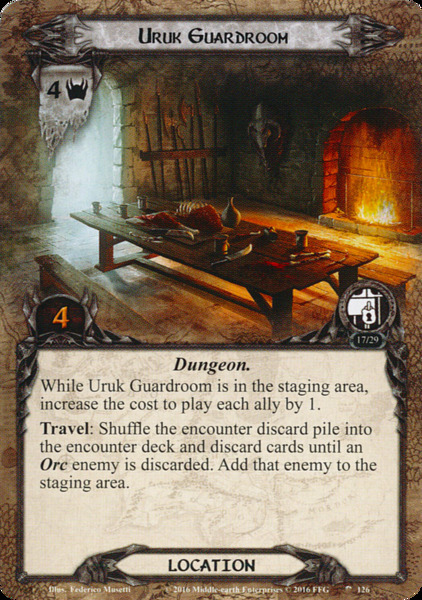 Uruk Guardroom
4
4
17/29
Dungeon.
While Uruk Guardroom is in the staging area,
increase the cost to play each ally by 1.
Travel: Shuffle the encounter discard pile into
the encounter deck and discard cards until an
Orc enemy is discarded. Add that enemy to the
staging area.
LOCATION
Illus. Federico Musetti © 2016 Middle-earth Enterprises © 2016 FFG 126